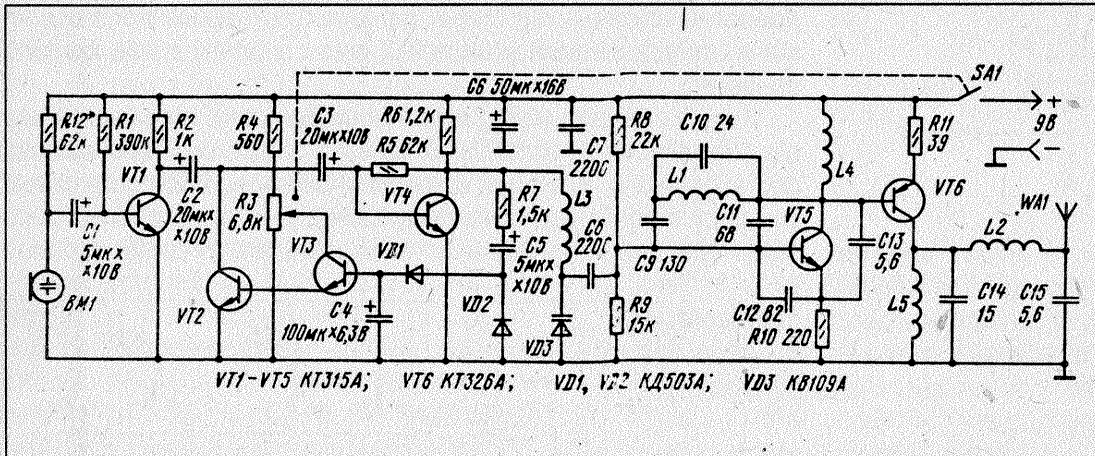 R12* 62к
R1 390к
R2 1к
VT1
C1 5мк× ×10В
BM1
C2 20мк× ×10В
VT2
R4 560
R3 6,8к
VT3
C3 20мк×10В
C4 100мк×6,3В
R6 1,2к
R5 62к
VT4
VD1
VD2
C6 50мк×16В
R7 1,5к
C5 5мк× ×10В
C7 2200
L3
C6 2200
VD3
R8 22к
R9 15к
C10 24
L1
C9 130
C11 68
VT5
C12 82
R10 220
L4
C13 5,6
VT6
R11 39
SA1
+
9В
−
L5
L2
C14 15
C15 5,6
WA1
VT1-VT5 КТ315А; VT6 КТ326А; VD1, VD2 КД503А; VD3 КВ109А